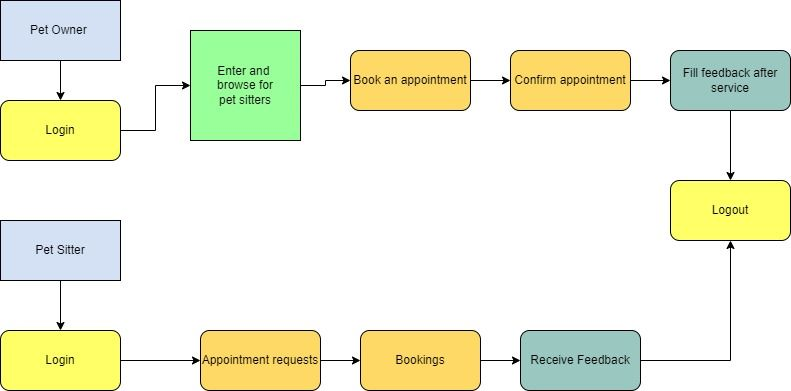 Pet Owner
Login
Enter and
browse for
pet sitters
Book an appointment
Confirm appointment
Fill feedback after
service
Logout
Pet Sitter
Login
Appointment requests
Bookings
Receive Feedback